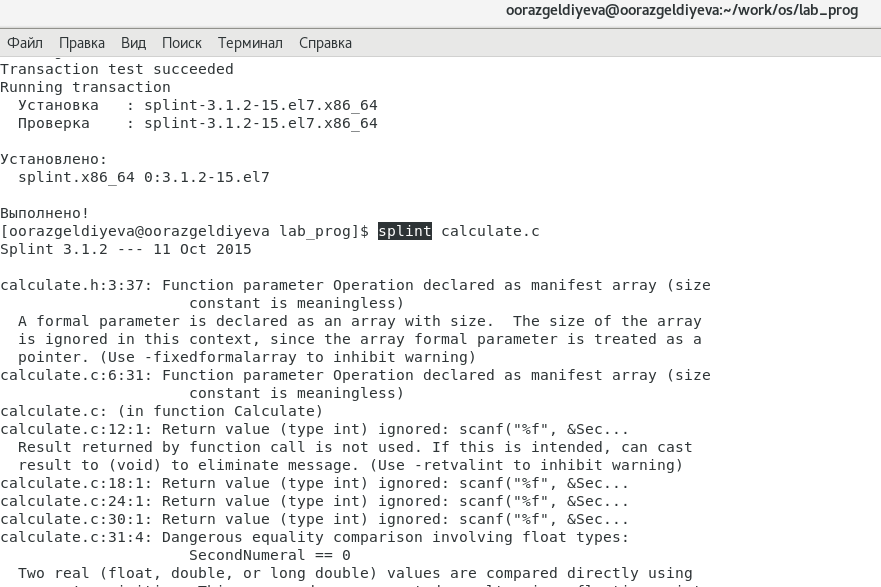 oorazgeldiyeva@oorazgeldiyeva:~/work/os/lab_prog
Файл Правка Вид Поиск Терминал Справка
Transaction test succeeded
Running transaction
  Установка   : splint-3.1.2-15.el7.x86_64
  Проверка    : splint-3.1.2-15.el7.x86_64

Установлено:
  splint.x86_64 0:3.1.2-15.el7

Выполнено!
[oorazgeldiyeva@oorazgeldiyeva lab_prog]$ splint calculate.c
Splint 3.1.2 --- 11 Oct 2015

calculate.h:3:37: Function parameter Operation declared as manifest array (size
                     constant is meaningless)
  A formal parameter is declared as an array with size.  The size of the array
  is ignored in this context, since the array formal parameter is treated as a
  pointer. (Use -fixedformalarray to inhibit warning)
calculate.c:6:31: Function parameter Operation declared as manifest array (size
                     constant is meaningless)
calculate.c: (in function Calculate)
calculate.c:12:1: Return value (type int) ignored: scanf("%f", &Sec...
  Result returned by function call is not used. If this is intended, can cast
  result to (void) to eliminate message. (Use -retvalint to inhibit warning)
calculate.c:18:1: Return value (type int) ignored: scanf("%f", &Sec...
calculate.c:24:1: Return value (type int) ignored: scanf("%f", &Sec...
calculate.c:30:1: Return value (type int) ignored: scanf("%f", &Sec...
calculate.c:31:4: Dangerous equality comparison involving float types:
                     SecondNumeral == 0
  Two real (float, double, or long double) values are compared directly using